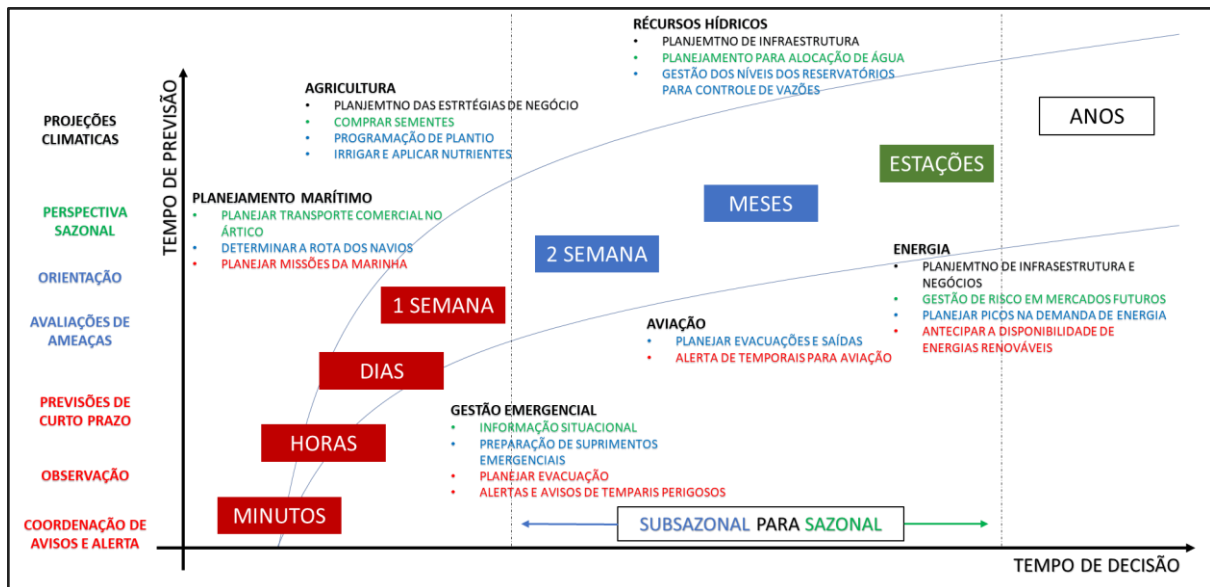 RÉCURSOS HÍDRICOS
• PLANJEMTNO DE INFRAESTRUTURA
• PLANEJAMENTO PARA ALOCAÇÃO DE ÁGUA
• GESTÃO DOS NÍVEIS DOS RESERVATÓRIOS
PARA CONTROLE DE VAZÕES
AGRICULTURA
• PLANJEMTNO DAS ESTRTÉGIAS DE NEGÓCIO
• COMPRAR SEMENTES
• PROGRAMAÇÃO DE PLANTIO
• IRRIGAR E APLICAR NUTRIENTES
PROJEÇÕES
CLIMATICAS
TEMPO DE PREVISÃO
ANOS
ESTAÇÕES
PLANEJAMENTO MARÍTIMO
• PLANEJAR TRANSPORTE COMERCIAL NO
ÁRTICO
• DETERMINAR A ROTA DOS NAVIOS
• PLANEJAR MISSÕES DA MARINHA
PERSPECTIVA
SAZONAL
MESES
2 SEMANA
ORIENTAÇÃO
ENERGIA
• PLANJEMTNO DE INFRASESTRUTURA E
NEGÓCIOS
• GESTÃO DE RISCO EM MERCADOS FUTUROS
• PLANEJAR PICOS NA DEMANDA DE ENERGIA
• ANTECIPAR A DISPONIBILIDADE DE
ENERGIAS RENOVÁVEIS
1 SEMANA
AVALIAÇÕES DE
AMEAÇAS
AVIAÇÃO
• PLANEJAR EVACUAÇÕES E SAÍDAS
• ALERTA DE TEMPORAIS PARA AVIAÇÃO
DIAS
PREVISÕES DE
CURTO PRAZO
GESTÃO EMERGENCIAL
• INFORMAÇÃO SITUACIONAL
• PREPARAÇÃO DE SUPRIMENTOS
EMERGENCIAIS
• PLANEJAR EVACUAÇÃO
• ALERTAS E AVISOS DE TEMPARIS PERIGOSOS
HORAS
OBSERVAÇÃO
MINUTOS
COORDENAÇÃO DE
AVISOS E ALERTA
SUBSAZONAL PARA SAZONAL
TEMPO DE DECISÃO